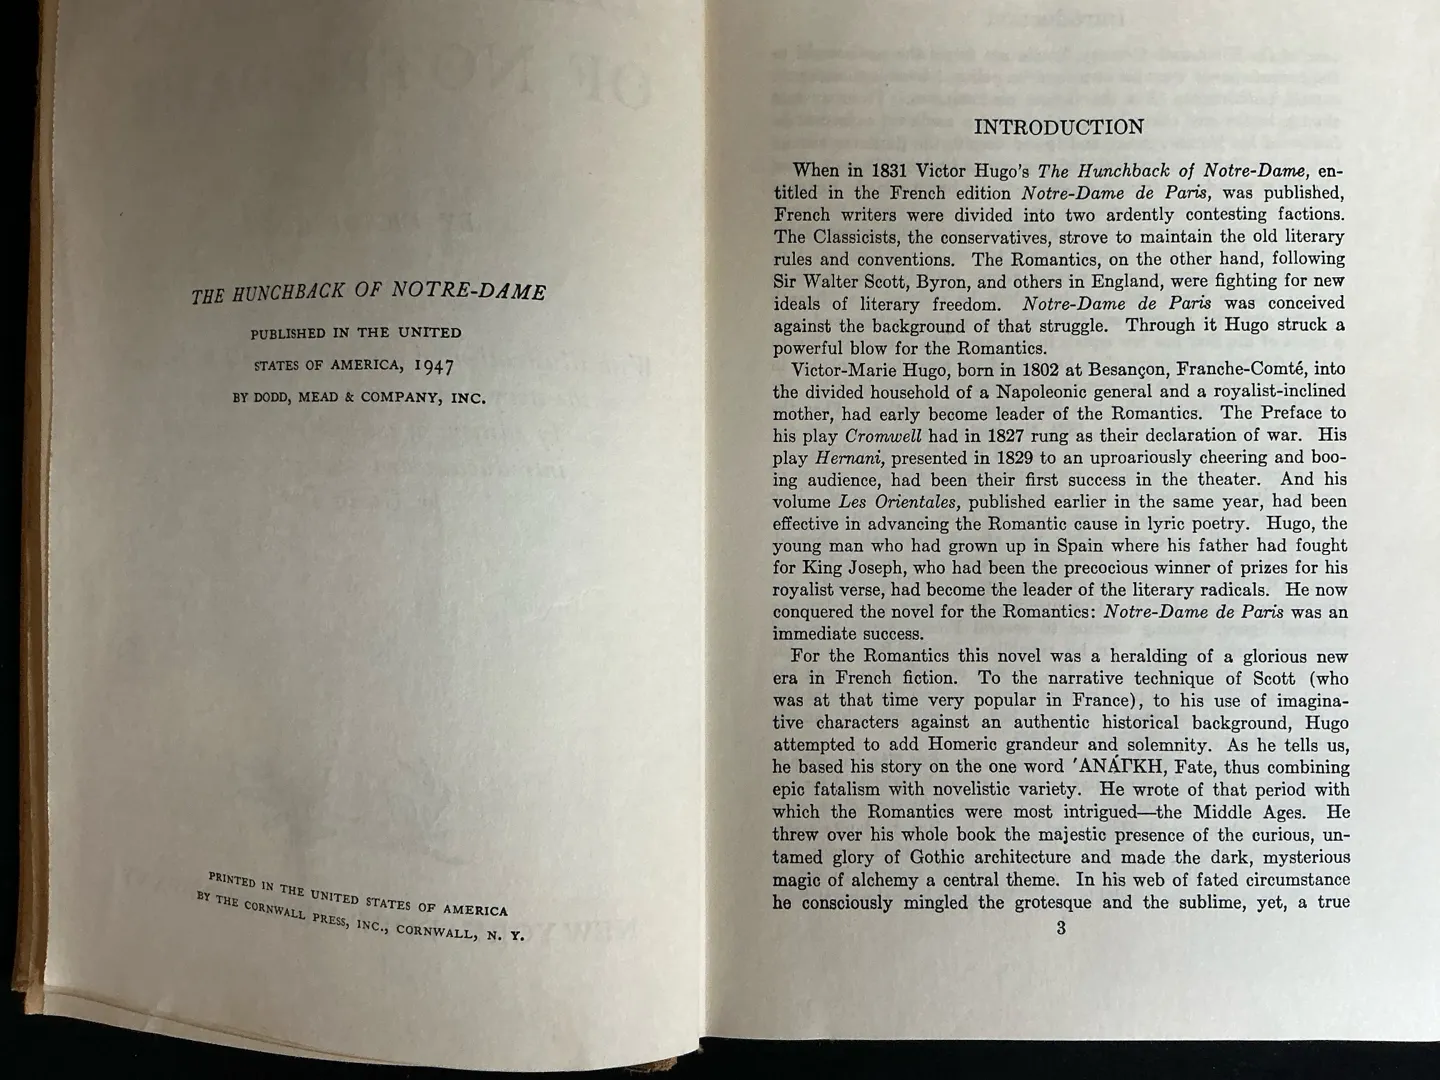 THE HUNCHBACK OF NOTRE-DAME
PUBLISHED IN THE UNITED
STATES OF AMERICA, 1947
BY DODD, MEAD & COMPANY, INC.
PRINTED IN THE UNITED STATES OF AMERICA
BY THE CORNWALL PRESS, INC., CORNWALL, N. Y.
INTRODUCTION
When in 1831 Victor Hugo's The Hunchback of Notre-Dame, en-
titled in the French edition Notre-Dame de Paris, was published,
French writers were divided into two ardently contesting factions.
The Classicists, the conservatives, strove to maintain the old literary
rules and conventions. The Romantics, on the other hand, following
Sir Walter Scott, Byron, and others in England, were fighting for new
ideals of literary freedom. Notre-Dame de Paris was conceived
against the background of that struggle. Through it Hugo struck a
powerful blow for the Romantics.
Victor-Marie Hugo, born in 1802 at Besançon, Franche-Comté, into
the divided household of a Napoleonic general and a royalist-inclined
mother, had early become leader of the Romantics. The Preface to
his play Cromwell had in 1827 rung as their declaration of war. His
play Hernani, presented in 1829 to an uproariously cheering and boo-
ing audience, had been their first success in the theater. And his
volume Les Orientales, published earlier in the same year, had been
effective in advancing the Romantic cause in lyric poetry. Hugo, the
young man who had grown up in Spain where his father had fought
for King Joseph, who had been the precocious winner of prizes for his
royalist verse, had become the leader of the literary radicals. He now
conquered the novel for the Romantics: Notre-Dame de Paris was an
immediate success.
For the Romantics this novel was a heralding of a glorious new
era in French fiction. To the narrative technique of Scott (who
was at that time very popular in France), to his use of imagina-
tive characters against an authentic historical background, Hugo
attempted to add Homeric grandeur and solemnity. As he tells us,
he based his story on the one word 'ΑΝΆΓΚΗ, Fate, thus combining
epic fatalism with novelistic variety. He wrote of that period with
which the Romantics were most intrigued—the Middle Ages. He
threw over his whole book the majestic presence of the curious, un-
tamed glory of Gothic architecture and made the dark, mysterious
magic of alchemy a central theme. In his web of fated circumstance
he consciously mingled the grotesque and the sublime, yet, a true
3